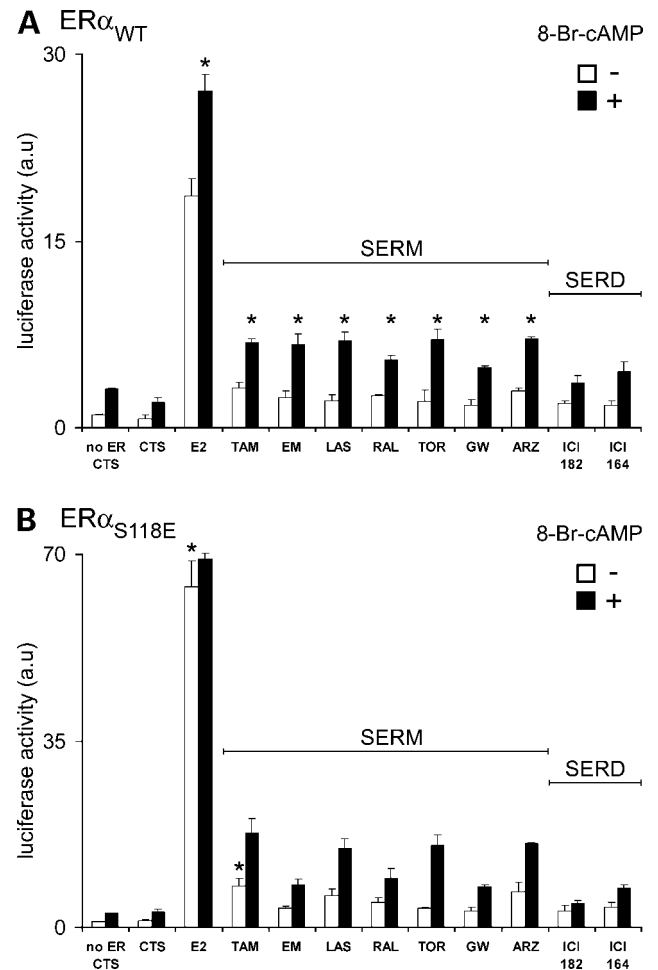 A ERαWT
8-Br-cAMP
-
+
30
15
0
luciferase activity (a.u)
SERM
SERD
* * * * * * * *
no ER CTS E2 TAM EM LAS RAL TOR GW ARZ ICI ICI
CTS 182 164
B ERαS118E
8-Br-cAMP
-
+
70
35
0
luciferase activity (a.u)
SERM
SERD
* *
no ER CTS E2 TAM EM LAS RAL TOR GW ARZ ICI ICI
CTS 182 164